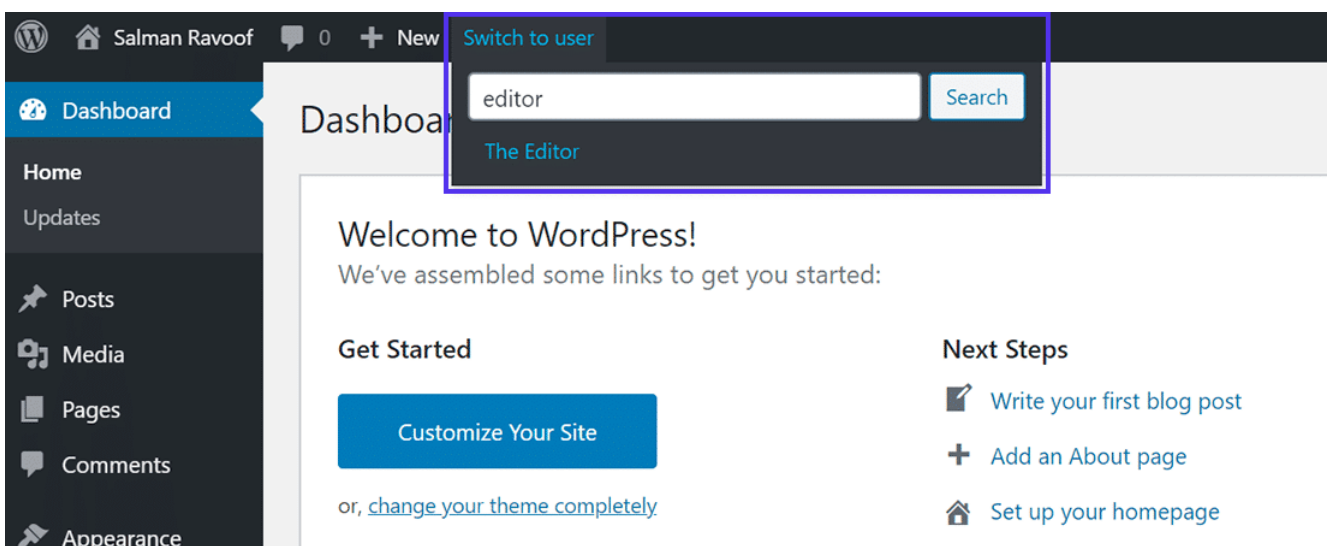 Salman Ravoof 0 New Switch to user
editor Search
The Editor
Dashboard
Home
Updates
Posts
Media
Pages
Comments
Appearance
Dashboar
Welcome to WordPress!
We've assembled some links to get you started:
Get Started
Customize Your Site
or, change your theme completely
Next Steps
Write your first blog post
Add an About page
Set up your homepage